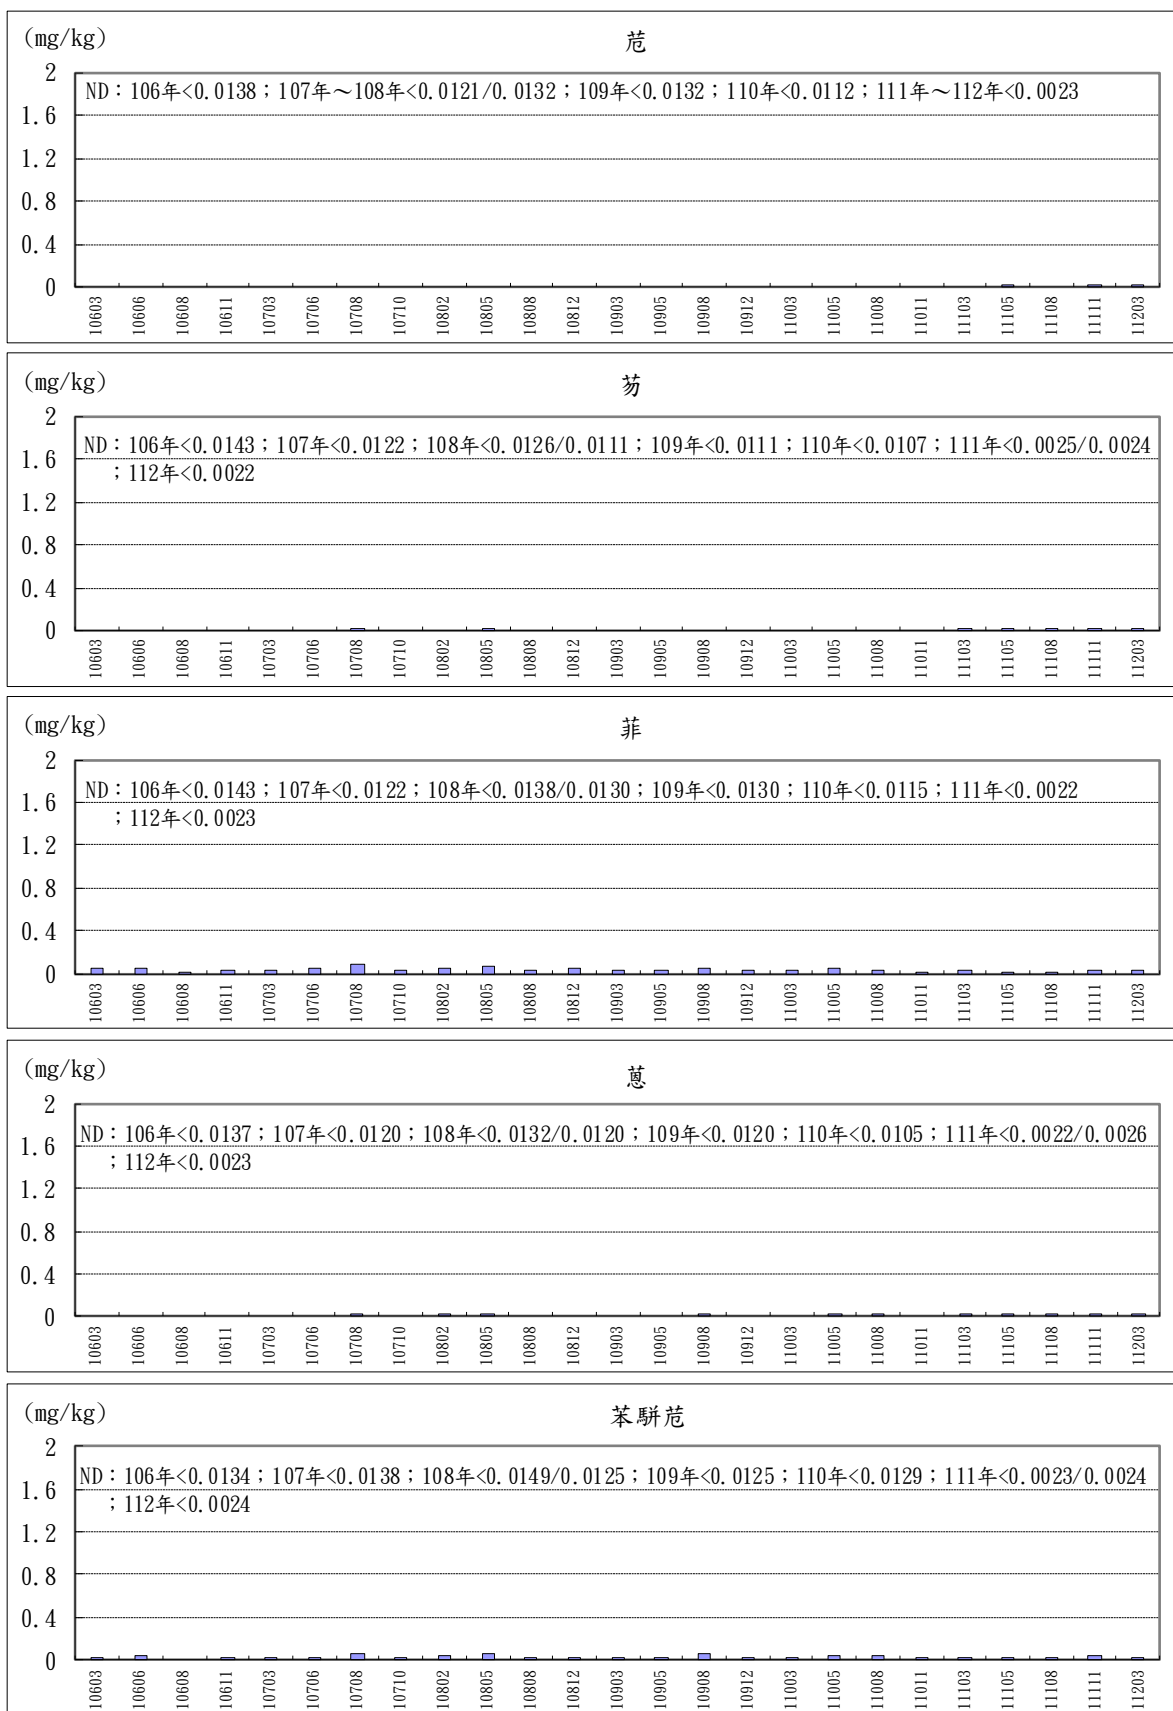 (mg/kg)
苊
2
ND：106年<0.0138；107年～108年<0.0121/0.0132；109年<0.0132；110年<0.0112；111年～112年<0.0023
1.6
1.2
0.8
0.4
0
10603 10606 10608 10611 10703 10706 10708 10710 10802 10805 10808 10812 10903 10905 10908 10912 11003 11005 11008 11011 11103 11105 11108 11111 11203
(mg/kg)
芴
2
ND：106年<0.0143；107年<0.0122；108年<0.0126/0.0111；109年<0.0111；110年<0.0107；111年<0.0025/0.0024
1.6
；112年<0.0022
1.2
0.8
0.4
0
10603 10606 10608 10611 10703 10706 10708 10710 10802 10805 10808 10812 10903 10905 10908 10912 11003 11005 11008 11011 11103 11105 11108 11111 11203
(mg/kg)
菲
2
ND：106年<0.0143；107年<0.0122；108年<0.0138/0.0130；109年<0.0130；110年<0.0115；111年<0.0022
1.6
；112年<0.0023
1.2
0.8
0.4
0
10603 10606 10608 10611 10703 10706 10708 10710 10802 10805 10808 10812 10903 10905 10908 10912 11003 11005 11008 11011 11103 11105 11108 11111 11203
(mg/kg)
蒽
2
ND：106年<0.0137；107年<0.0120；108年<0.0132/0.0120；109年<0.0120；110年<0.0105；111年<0.0022/0.0026
1.6
；112年<0.0023
1.2
0.8
0.4
0
10603 10606 10608 10611 10703 10706 10708 10710 10802 10805 10808 10812 10903 10905 10908 10912 11003 11005 11008 11011 11103 11105 11108 11111 11203
(mg/kg)
苯駢苊
2
ND：106年<0.0134；107年<0.0138；108年<0.0149/0.0125；109年<0.0125；110年<0.0129；111年<0.0023/0.0024
1.6
；112年<0.0024
1.2
0.8
0.4
0
10603 10606 10608 10611 10703 10706 10708 10710 10802 10805 10808 10812 10903 10905 10908 10912 11003 11005 11008 11011 11103 11105 11108 11111 11203